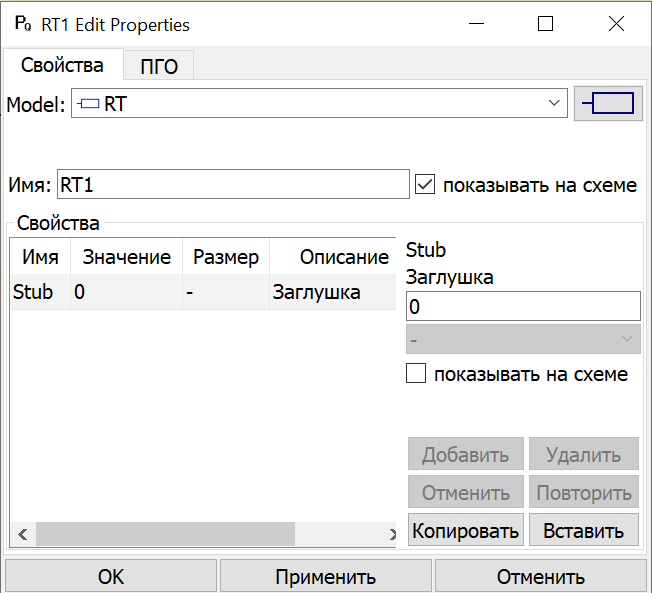 PQ RT1 Edit Properties
Свойства ПГО
Model: RT
Имя: RT1 показывать на схеме
Свойства
Имя Значение Размер Описание
Stub 0 - Заглушка
Stub
Заглушка
0
-
показывать на схеме
Добавить Удалить
Отменить Повторить
Копировать Вставить
OK Применить Отменить